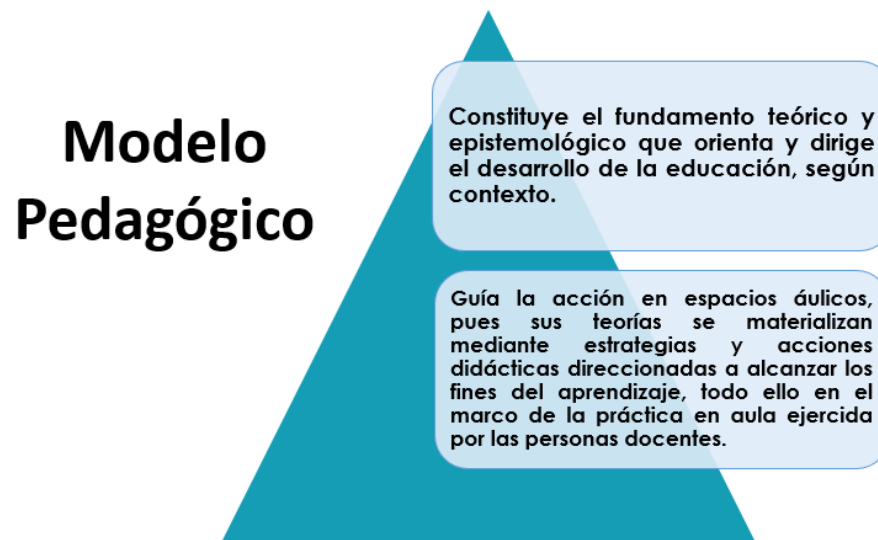 Modelo
Pedagógico
Constituye el fundamento teórico y
epistemológico que orienta y dirige
el desarrollo de la educación, según
contexto.
Guía la acción en espacios áulicos,
pues sus teorías se materializan
mediante estrategias y acciones
didácticas direccionadas a alcanzar los
fines del aprendizaje, todo ello en el
marco de la práctica en aula ejercida
por las personas docentes.